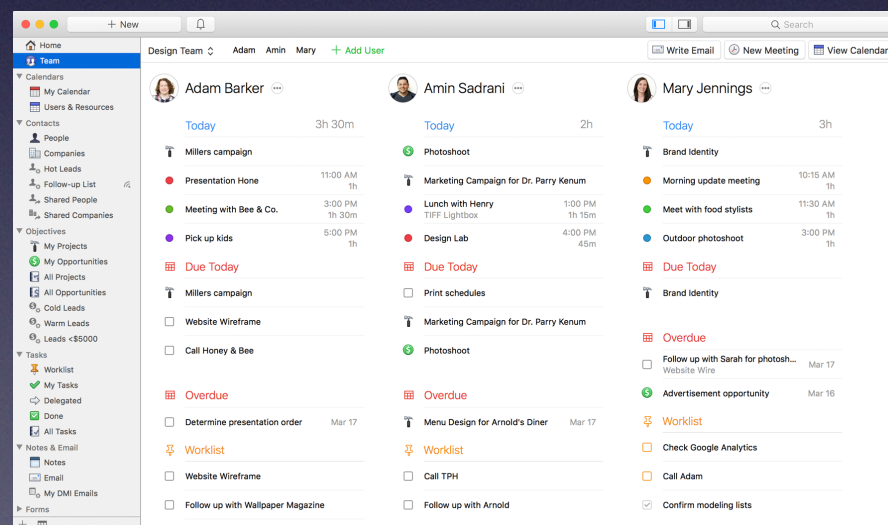 + New
Search
Home
Team
Calendars
My Calendar
Users & Resources
Contacts
People
Companies
Hot Leads
Follow-up List
Shared People
Shared Companies
Objectives
My Projects
My Opportunities
All Projects
All Opportunities
Cold Leads
Warm Leads
Leads <$5000
Tasks
Worklist
My Tasks
Delegated
Done
All Tasks
Notes & Email
Notes
Email
My DMI Emails
Forms
Design Team Adam Amin Mary + Add User
Write Email New Meeting View Calendar
Adam Barker
Today 3h 30m
Millers campaign
Presentation Hone 11:00 AM
1h
Meeting with Bee & Co. 3:00 PM
1h 30m
Pick up kids 5:00 PM
1h
Due Today
Millers campaign
Website Wireframe
Call Honey & Bee
Overdue
Determine presentation order Mar 17
Worklist
Website Wireframe
Follow up with Wallpaper Magazine
Amin Sadrani
Today 2h
Photoshoot
Marketing Campaign for Dr. Parry Kenum
Lunch with Henry 1:00 PM
TIFF Lightbox 1h 15m
Design Lab 4:00 PM
45m
Due Today
Print schedules
Marketing Campaign for Dr. Parry Kenum
Photoshoot
Overdue
Menu Design for Arnold's Diner Mar 17
Worklist
Call TPH
Follow up with Arnold
Mary Jennings
Today 3h
Brand Identity
Morning update meeting 10:15 AM
1h
Meet with food stylists 11:30 AM
1h
Outdoor photoshoot 3:00 PM
1h
Due Today
Brand Identity
Overdue
Follow up with Sarah for photosh... Mar 17
Website Wire
Advertisement opportunity Mar 16
Worklist
Check Google Analytics
Call Adam
Confirm modeling lists